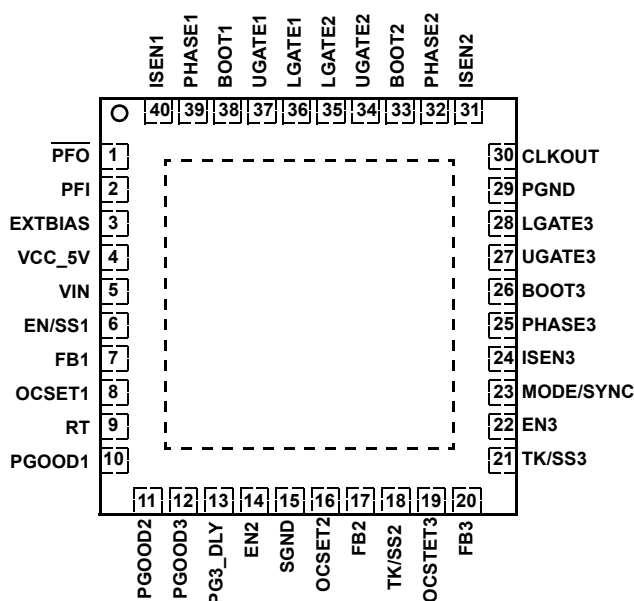 ISEN1
PHASE1
BOOT1
UGATE1
LGATE1
LGATE2
UGATE2
BOOT2
PHASE2
ISEN2
40 39 38 37 36 35 34 33 32 31
PFO 1
PFI 2
EXTBIAS 3
VCC_5V 4
VIN 5
EN/SS1 6
FB1 7
OCSET1 8
RT 9
PGOOD1 10
30 CLKOUT
29 PGND
28 LGATE3
27 UGATE3
26 BOOT3
25 PHASE3
24 ISEN3
23 MODE/SYNC
22 EN3
21 TK/SS3
11 12 13 14 15 16 17 18 19 20
PGOOD2
PGOOD3
PG3_DLY
EN2
SGND
OCSET2
FB2
TK/SS2
OCSTET3
FB3